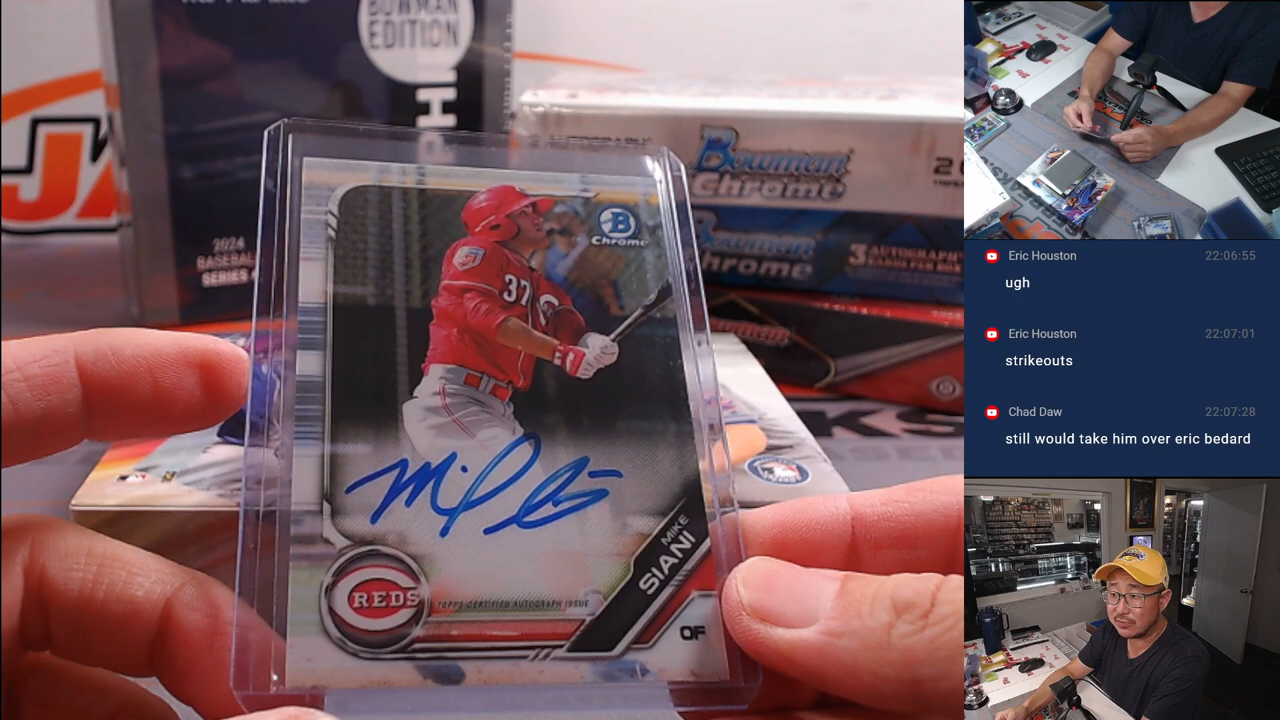 BOWMAN
EDITION
2024
BASEBALL
SERIES
Bowman
Chrome
Bowman
Chrome
3 AUTOGRAPH
CARDS PER BOX
B
Chrome
37
MIKE
SIANI
REDS
TOPPS CERTIFIED AUTOGRAPH ISSUE
OF
Eric Houston
22:06:55
ugh
Eric Houston
22:07:01
strikeouts
Chad Daw
22:07:28
still would take him over eric bedard